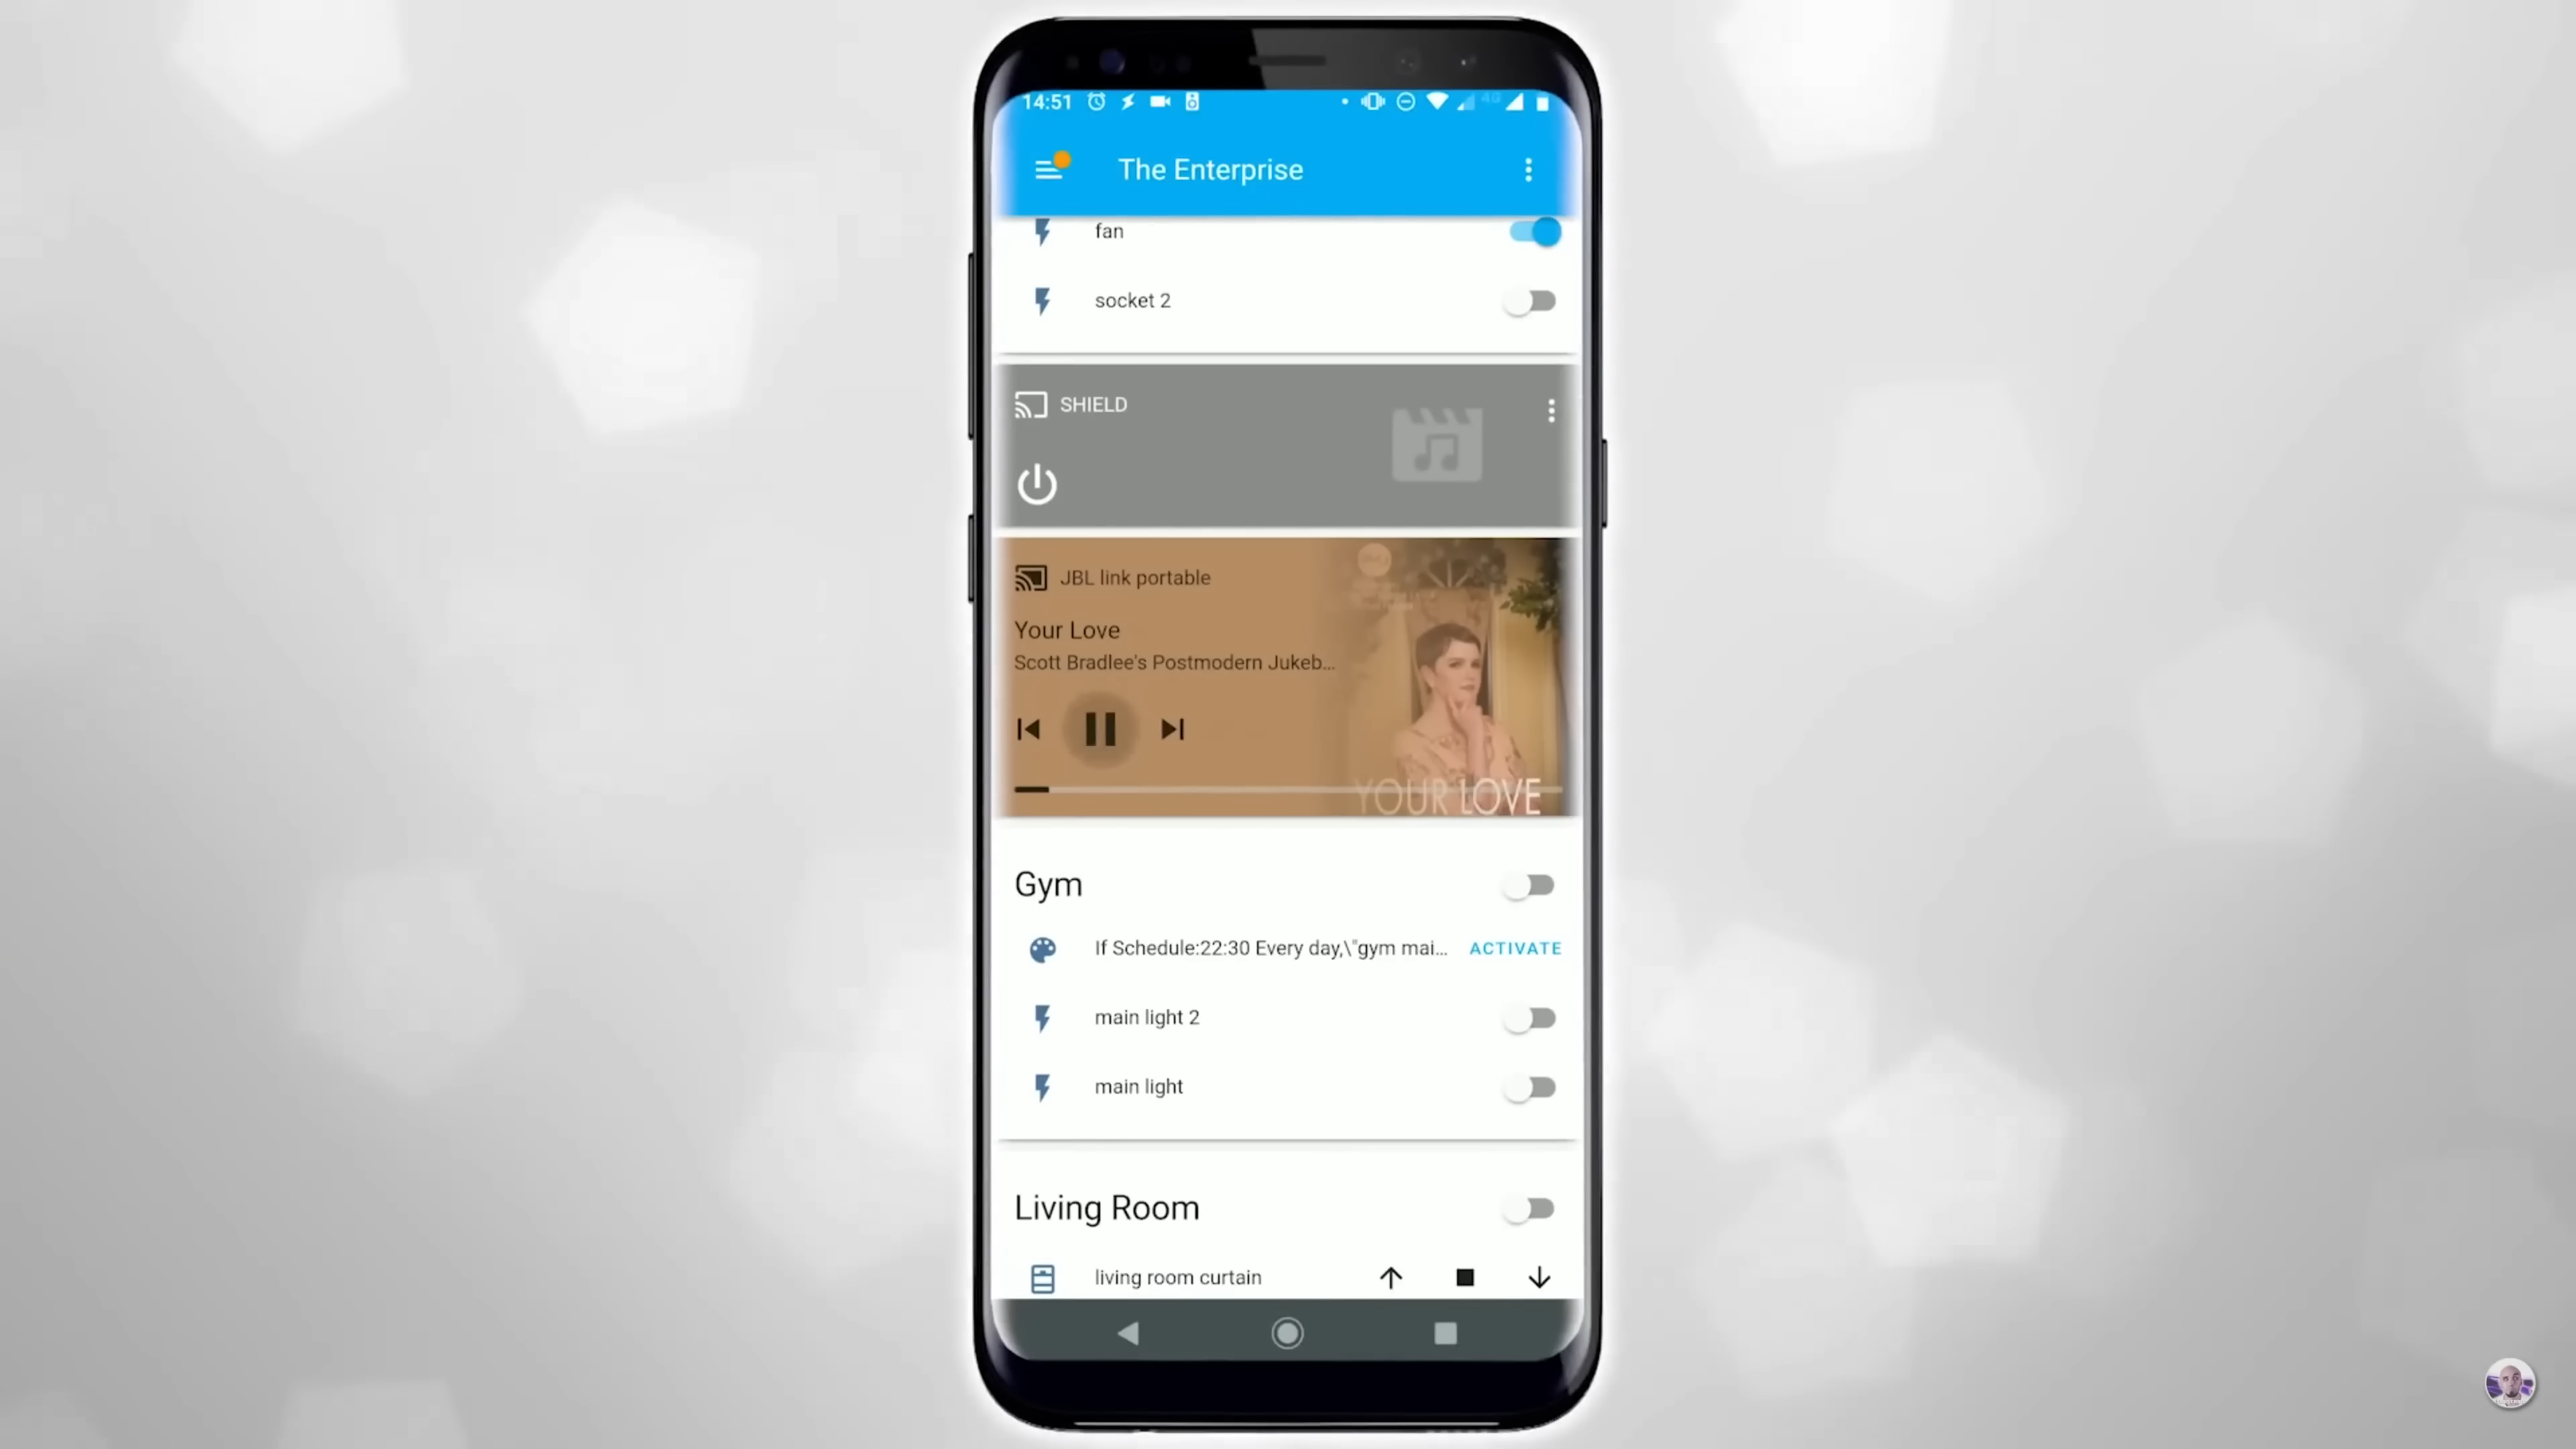 14:51
The Enterprise
fan
socket 2
SHIELD
JBL link portable
Your Love
Scott Bradlee's Postmodern Jukeb...
YOUR LOVE
Gym
If Schedule:22:30 Every day,\"gym mai... ACTIVATE
main light 2
main light
Living Room
living room curtain